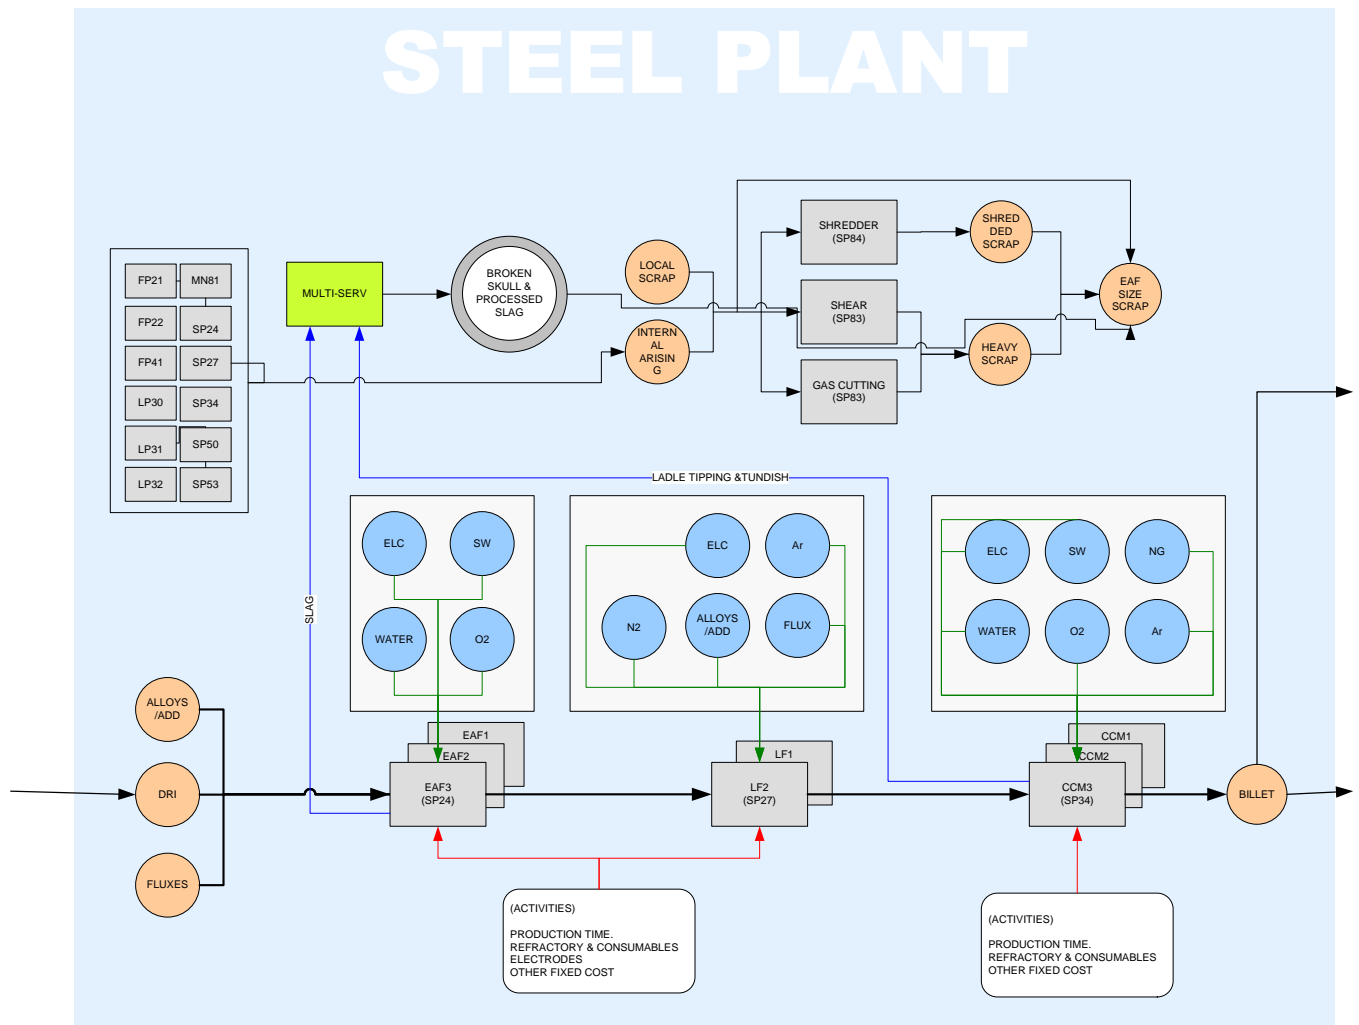 STEEL PLANT
SHREDDER
(SP84)
SHRED
DED
SCRAP
LOCAL
SCRAP
EAF
SIZE
SCRAP
FP21
MN81
MULTI-SERV
BROKEN
SKULL &
PROCESSED
SLAG
SHEAR
(SP83)
FP22
SP24
INTERN
AL
ARISIN
G
HEAVY
SCRAP
FP41
SP27
GAS CUTTING
(SP83)
LP30
SP34
LP31
SP50
LP32
SP53
LADLE TIPPING &TUNDISH
ELC
SW
ELC
Ar
ELC
SW
NG
SLAG
WATER
O2
N2
ALLOYS
/ADD
FLUX
WATER
O2
Ar
ALLOYS
/ADD
EAF1
EAF2
LF1
CCM1
CCM2
DRI
EAF3
(SP24)
LF2
(SP27)
CCM3
(SP34)
BILLET
FLUXES
(ACTIVITIES)
PRODUCTION TIME.
REFRACTORY & CONSUMABLES
ELECTRODES
OTHER FIXED COST
(ACTIVITIES)
PRODUCTION TIME.
REFRACTORY & CONSUMABLES
OTHER FIXED COST